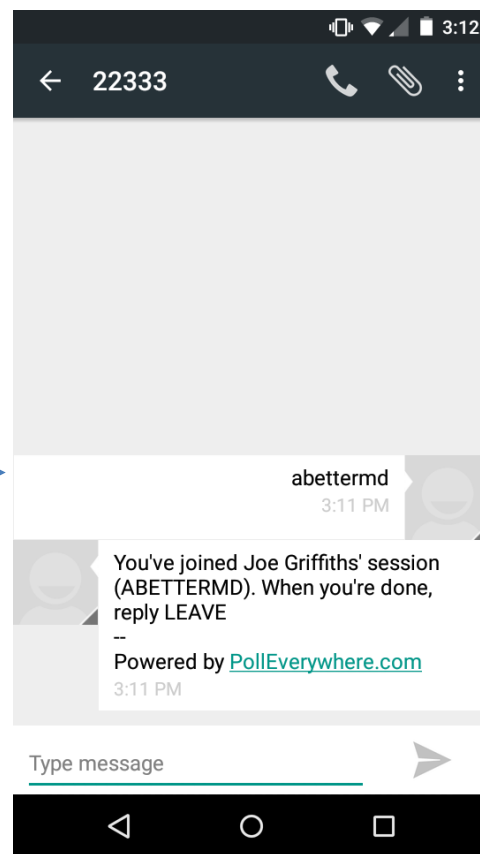 3:12
22333
abettermd
3:11 PM
You've joined Joe Griffiths' session
(ABETTERMD). When you're done,
reply LEAVE
--
Powered by PollEverywhere.com
3:11 PM
Type message